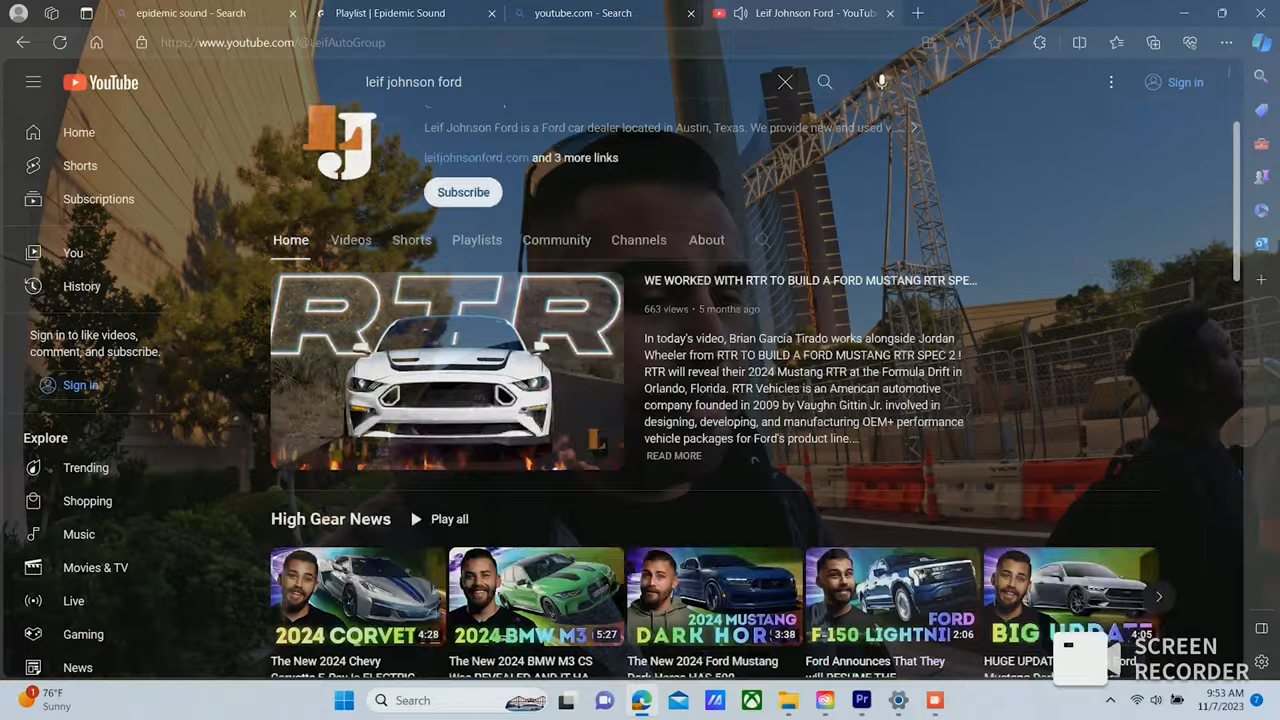 epidemic sound - Search
Playlist | Epidemic Sound
youtube.com - Search
Leif Johnson Ford - YouTub
https://www.youtube.com/@LeifAutoGroup
YouTube
leif johnson ford
Sign in
Leif Johnson Ford is a Ford car dealer located in Austin, Texas. We provide new and used v...
leifjohnsonford.com and 3 more links
Subscribe
Home Videos Shorts Playlists Community Channels About
Home
Shorts
Subscriptions
You
History
Sign in to like videos,
comment, and subscribe.
Sign in
Explore
Trending
Shopping
Music
Movies & TV
Live
Gaming
News
LJ
RTR
WE WORKED WITH RTR TO BUILD A FORD MUSTANG RTR SPE...
663 views • 5 months ago
In today's video, Brian Garcia Tirado works alongside Jordan
Wheeler from RTR TO BUILD A FORD MUSTANG RTR SPEC 2 !
RTR will reveal their 2024 Mustang RTR at the Formula Drift in
Orlando, Florida. RTR Vehicles is an American automotive
company founded in 2009 by Vaughn Gittin Jr. involved in
designing, developing, and manufacturing OEM+ performance
vehicle packages for Ford's product line....
READ MORE
High Gear News Play all
2024 CORVET
4:28
2024 BMW M3
5:27
2024 MUSTANG
DARK HOR
3:38
FORD
F-150 LIGHTNI
2:06
BIG UPDATE
4:05
The New 2024 Chevy
The New 2024 BMW M3 CS
The New 2024 Ford Mustang
Ford Announces That They
HUGE UPDAT
Ford
SCREEN
RECORDER
1
76°F
Sunny
Search
Pr
9:53 AM
11/7/2023
7